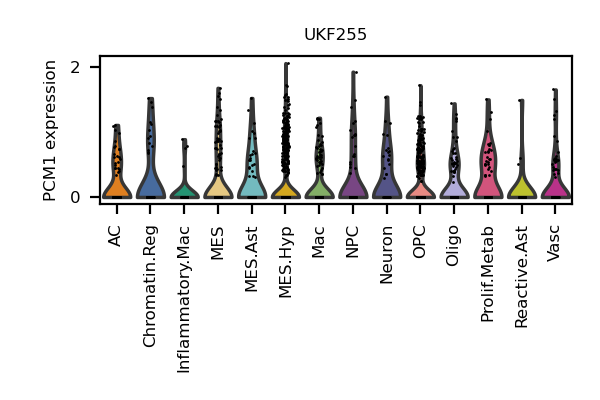 UKF255
PCM1 expression
2
0
AC
Chromatin.Reg
Inflammatory.Mac
MES
MES.Ast
MES.Hyp
Mac
NPC
Neuron
OPC
Oligo
Prolif.Metab
Reactive.Ast
Vasc